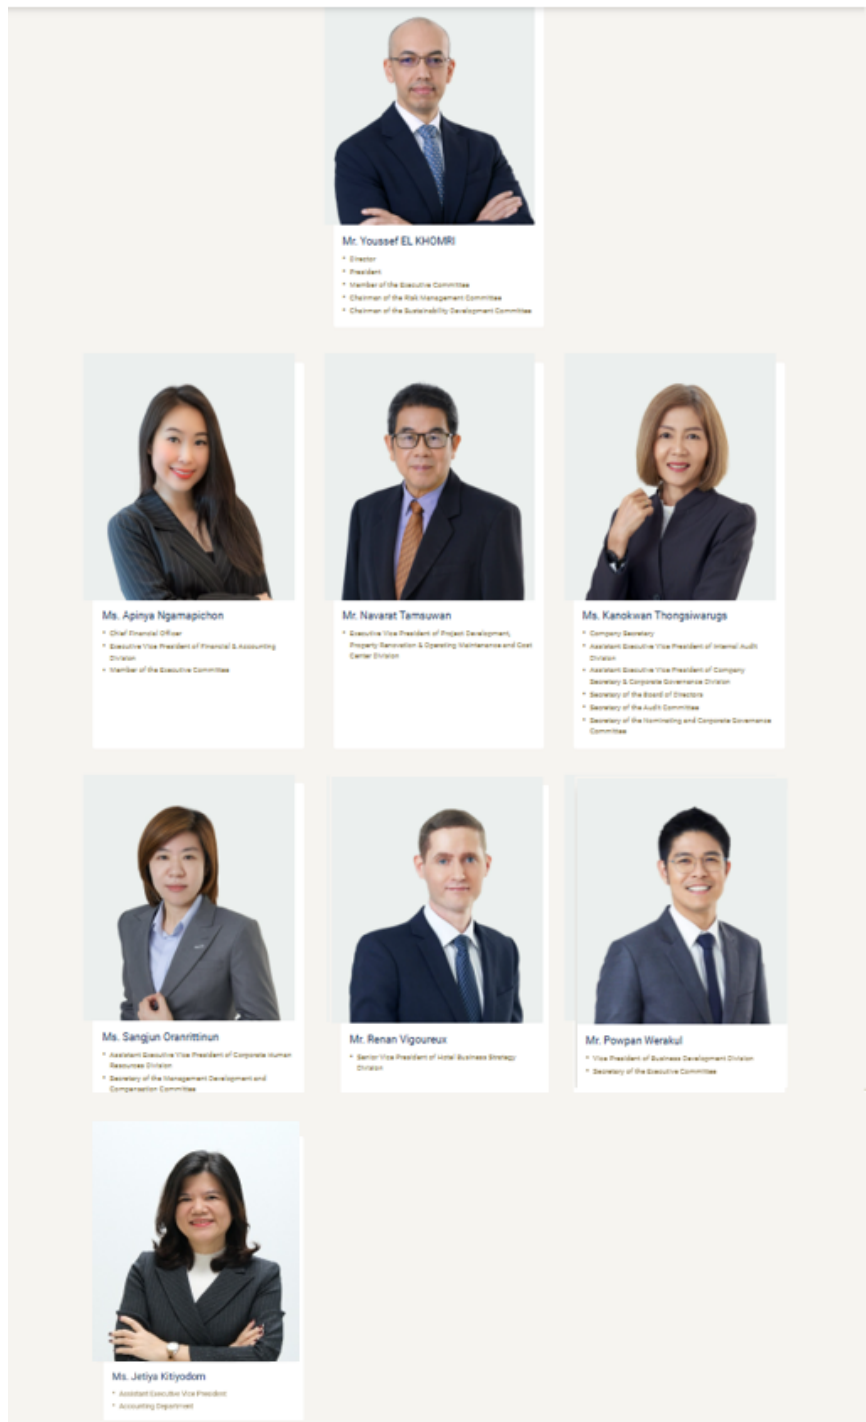 Mr. Youssef EL KHOMRI
Director
President
Member of the Executive Committee
Chairman of the Risk Management Committee
Chairman of the Sustainability Development Committee
Ms. Apinya Ngamapichon
Chief Financial Officer
Executive Vice President of Financial & Accounting
Division
Member of the Executive Committee
Mr. Navarat Tamsuwan
Executive Vice President of Project Development,
Property Renovation & Operating Maintenance and Cost
Center Division
Ms. Kanokwan Thongsiwarugs
Company Secretary
Assistant Executive Vice President of Internal Audit
Division
Assistant Executive Vice President of Company
Secretary & Corporate Governance Division
Secretary of the Board of Directors
Secretary of the Audit Committee
Secretary of the Nominating and Corporate Governance
Committee
Ms. Sangjun Oranrittinun
Assistant Executive Vice President of Corporate Human
Resources Division
Secretary of the Management Development and
Compensation Committee
Mr. Renan Vigoureux
Senior Vice President of Hotel Business Strategy
Division
Mr. Powpan Werakul
Vice President of Business Development Division
Secretary of the Executive Committee
Ms. Jetiya Kitiyodom
Assistant Executive Vice President
Accounting Department